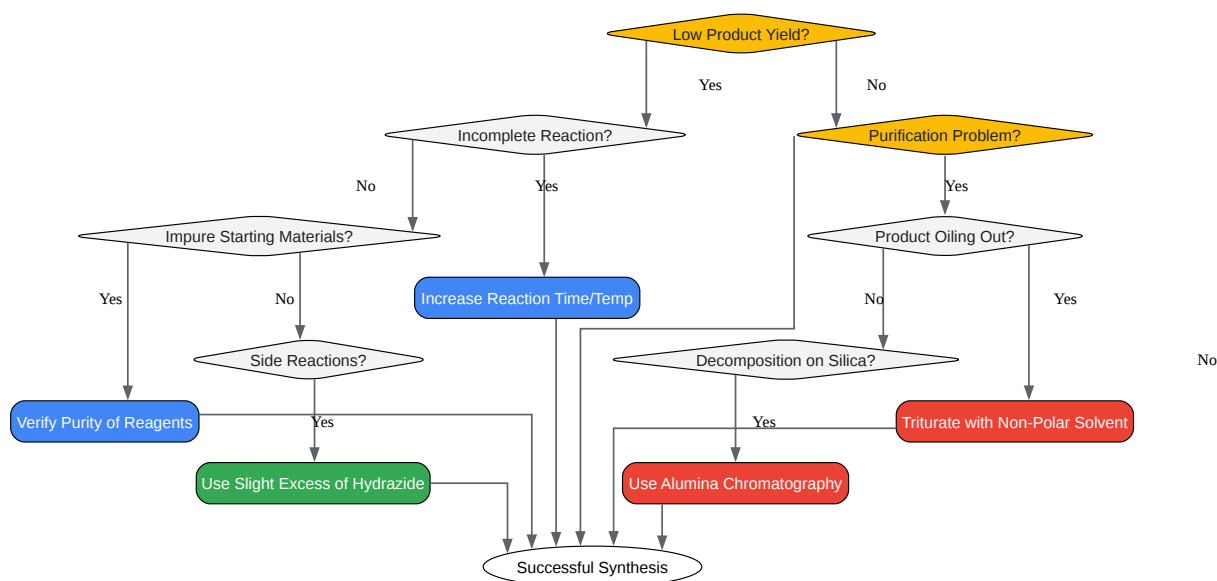 Low Product Yield?
Yes
No
Incomplete Reaction?
Purification Problem?
No
Yes
Yes
Impure Starting Materials?
Product Oiling Out?
Yes
No
Increase Reaction Time/Temp
No
Yes
Side Reactions?
Decomposition on Silica?
No
Verify Purity of Reagents
Yes
Yes
Triturate with Non-Polar Solvent
Use Slight Excess of Hydrazide
Use Alumina Chromatography
Successful Synthesis